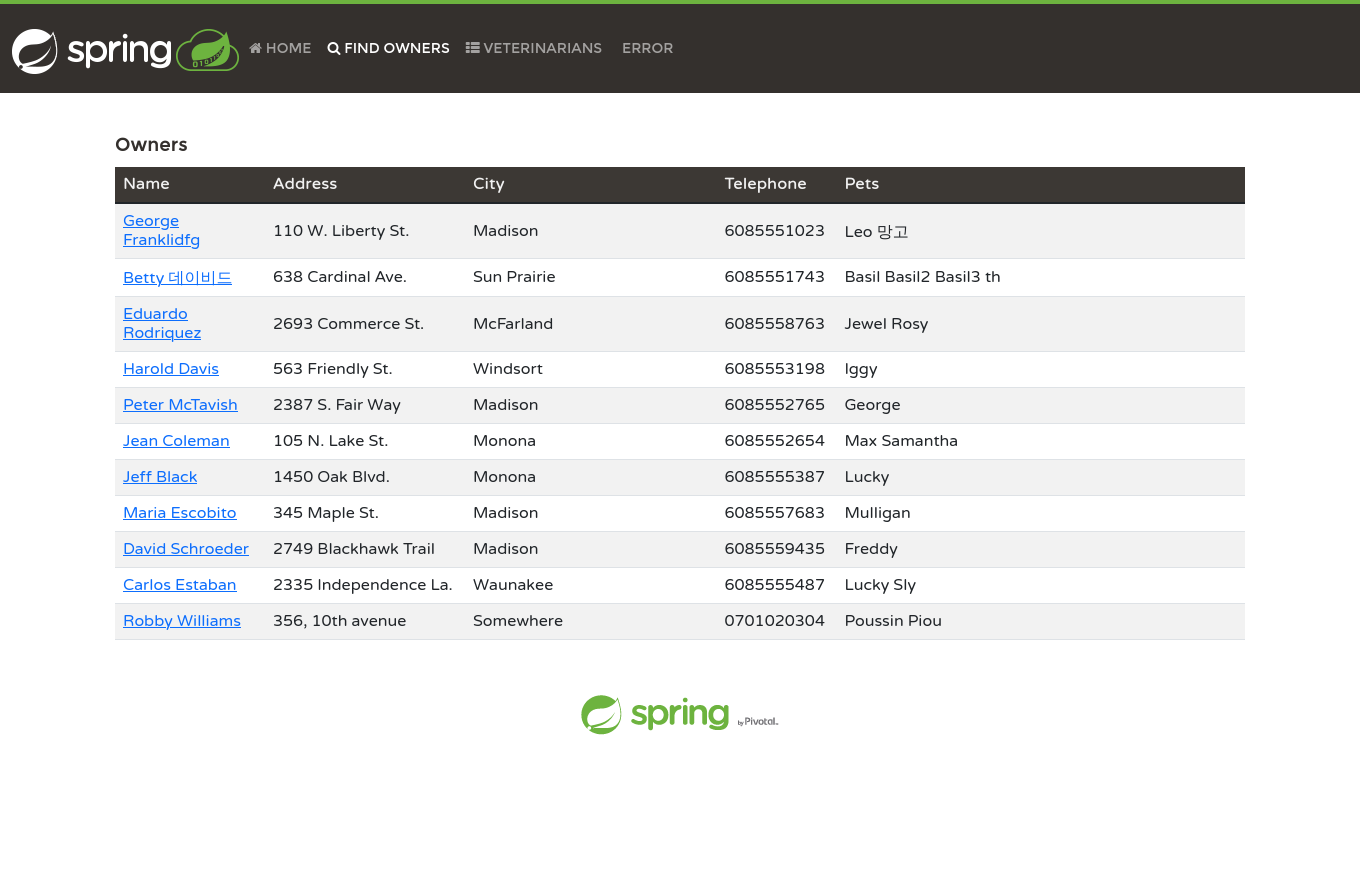 spring HOME FIND OWNERS VETERINARIANS ERROR
Owners
Name Address City Telephone Pets
George
Franklidfg 110 W. Liberty St. Madison 6085551023 Leo 망고
Betty 데이비드 638 Cardinal Ave. Sun Prairie 6085551743 Basil Basil2 Basil3 th
Eduardo
Rodriquez 2693 Commerce St. McFarland 6085558763 Jewel Rosy
Harold Davis 563 Friendly St. Windsort 6085553198 Iggy
Peter McTavish 2387 S. Fair Way Madison 6085552765 George
Jean Coleman 105 N. Lake St. Monona 6085552654 Max Samantha
Jeff Black 1450 Oak Blvd. Monona 6085555387 Lucky
Maria Escobito 345 Maple St. Madison 6085557683 Mulligan
David Schroeder 2749 Blackhawk Trail Madison 6085559435 Freddy
Carlos Estaban 2335 Independence La. Waunakee 6085555487 Lucky Sly
Robby Williams 356, 10th avenue Somewhere 0701020304 Poussin Piou
spring by Pivotal.